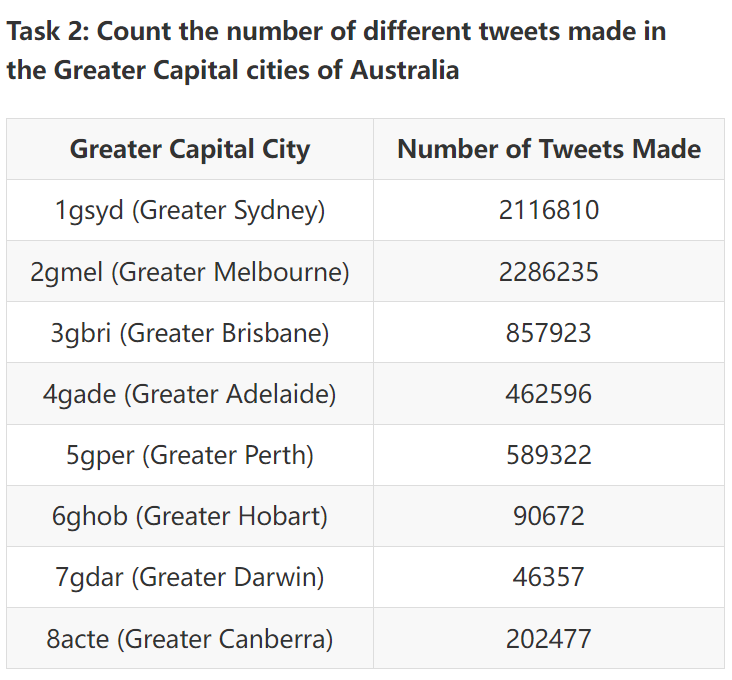 Task 2: Count the number of different tweets made in
the Greater Capital cities of Australia
Greater Capital City Number of Tweets Made
1gsyd (Greater Sydney) 2116810
2gmel (Greater Melbourne) 2286235
3gbri (Greater Brisbane) 857923
4gade (Greater Adelaide) 462596
5gper (Greater Perth) 589322
6ghob (Greater Hobart) 90672
7gdar (Greater Darwin) 46357
8acte (Greater Canberra) 202477